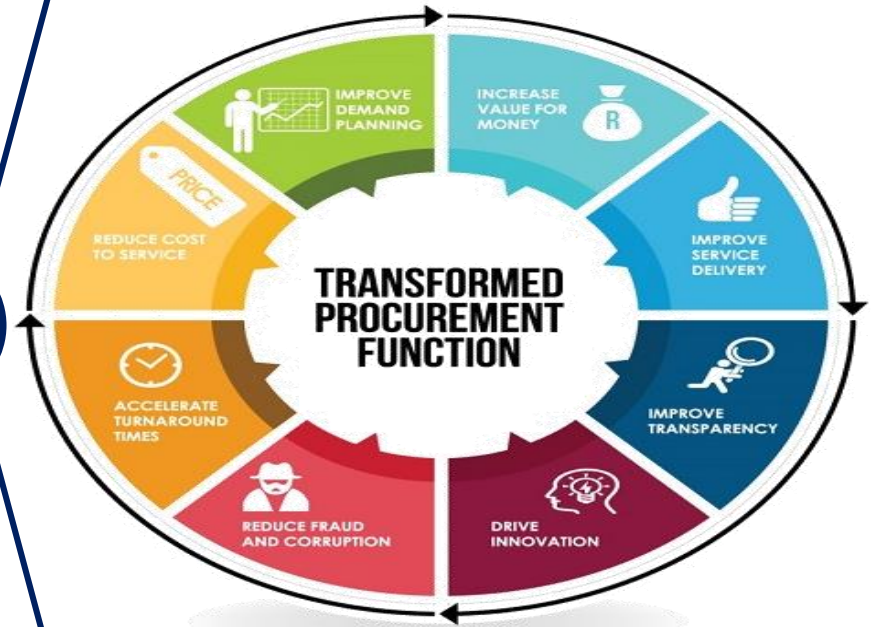 TRANSFORMED
PROCUREMENT
FUNCTION
INCREASE
VALUE FOR
MONEY
R
IMPROVE
SERVICE
DELIVERY
IMPROVE
TRANSPARENCY
DRIVE
INNOVATION
REDUCE FRAUD
AND CORRUPTION
ACCELERATE
TURNAROUND
TIMES
REDUCE COST
TO SERVICE
PRICE
IMPROVE
DEMAND
PLANNING